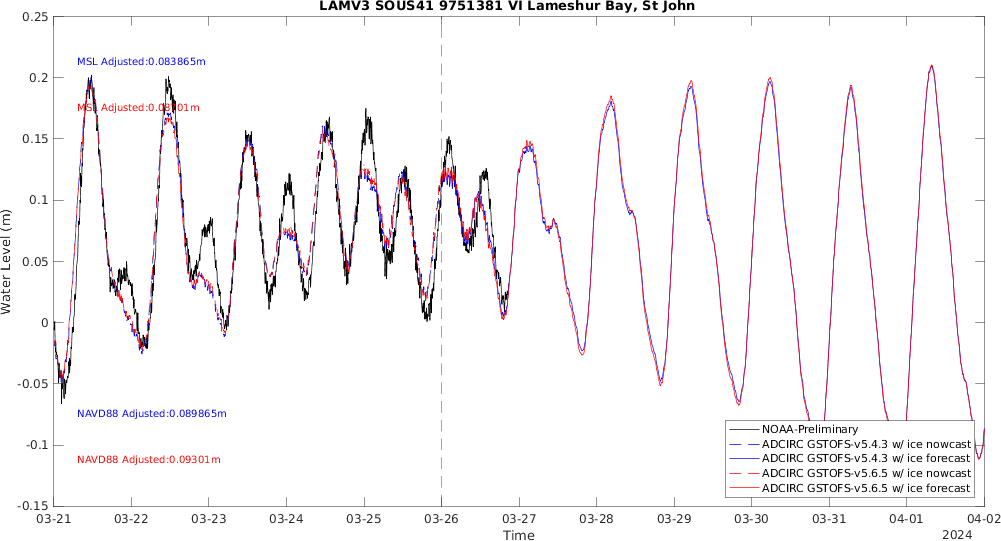 LAMV3 SOUS41 9751381 VI Lameshur Bay, St John
0.25
0.2
0.15
0.1
0.05
0
-0.05
-0.1
-0.15
Water Level (m)
MSL Adjusted:0.083865m
MSL
NAVD88 Adjusted:0.089865m
NAVD88 Adjusted:0.09301m
NOAA-Preliminary
ADCIRC GSTOFS-v5.4.3 w/ ice nowcast
ADCIRC GSTOFS-v5.4.3 w/ ice forecast
ADCIRC GSTOFS-v5.6.5 w/ ice nowcast
ADCIRC GSTOFS-v5.6.5 w/ ice forecast
03-21 03-22 03-23 03-24 03-25 03-26 03-27 03-28 03-29 03-30 03-31 04-01 04-02
Time
2024